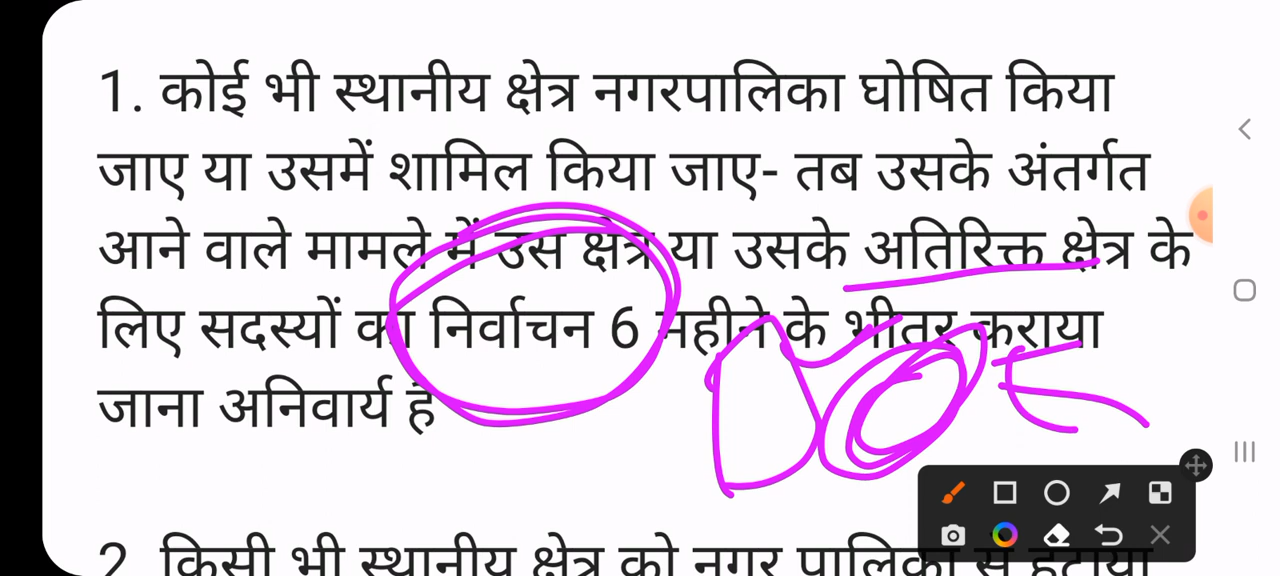 1. कोई भी स्थानीय क्षेत्र नगरपालिका घोषित किया
जाए या उसमें शामिल किया जाए- तब उसके अंतर्गत
आने वाले मामले में उस क्षेत्र या उसके अतिरिक्त क्षेत्र के
लिए सदस्यों का निर्वाचन 6 महीने के भीतर कराया
जाना अनिवार्य है
2. किसी भी स्थानीय क्षेत्र को नगर पालिका से हटाया